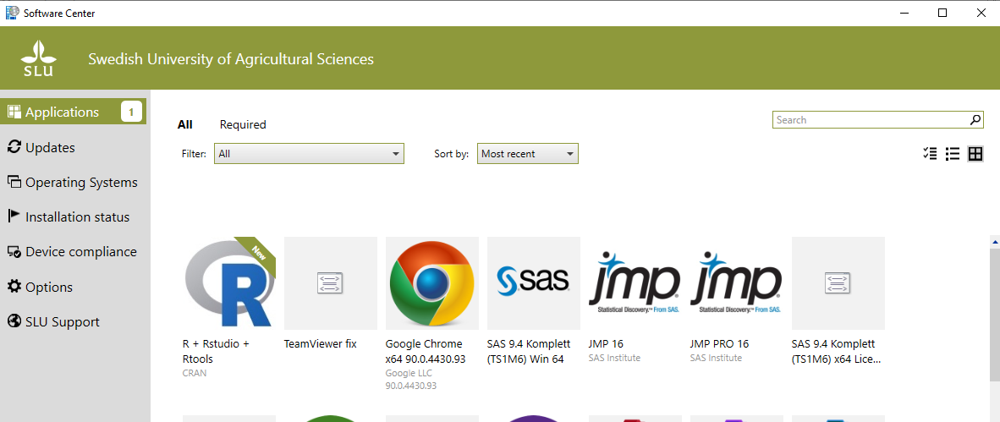 Software Center
SLU
Swedish University of Agricultural Sciences
Applications 1
Updates
Operating Systems
Installation status
Device compliance
Options
SLU Support
All Required
Search
Filter: All Sort by: Most recent
New
R + Rstudio +
Rtools
CRAN
TeamViewer fix
Google Chrome
x64 90.0.4430.93
Google LLC
90.0.4430.93
sas
SAS 9.4 Komplett
(TS1M6) Win 64
jmp
Statistical Discovery.™ From SAS.
JMP 16
SAS Institute
jmp
Statistical Discovery.™ From SAS.
JMP PRO 16
SAS Institute
SAS 9.4 Komplett
(TS1M6) x64 Lice...